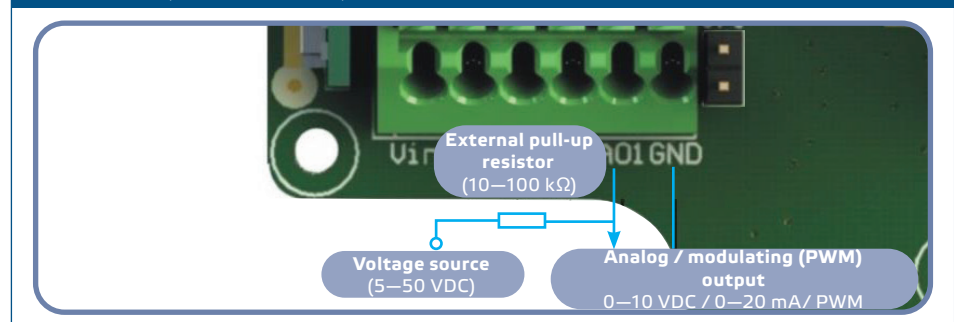 Vin
AO1 GND
External pull-up
resistor
(10—100 kΩ)
Voltage source
(5—50 VDC)
Analog / modulating (PWM)
output
0—10 VDC / 0—20 mA/ PWM